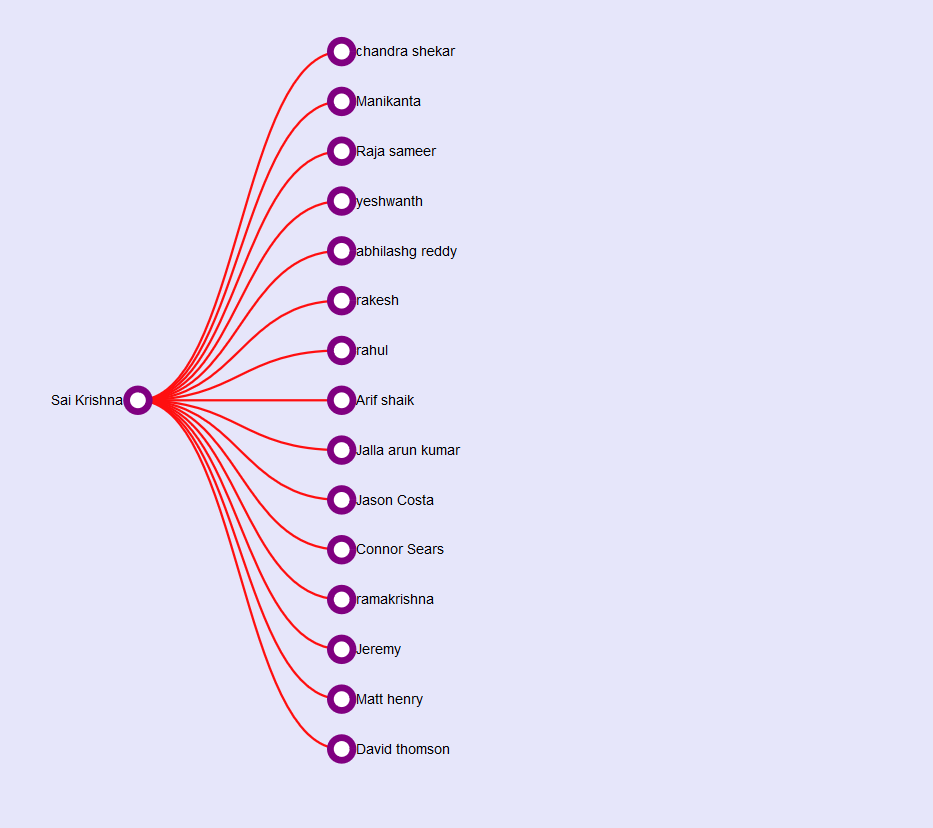 chandra shekar
Manikanta
Raja sameer
yeshwanth
abhilashg reddy
rakesh
rahul
Sai Krishna
Arif shaik
Jalla arun kumar
Jason Costa
Connor Sears
ramakrishna
Jeremy
Matt henry
David thomson